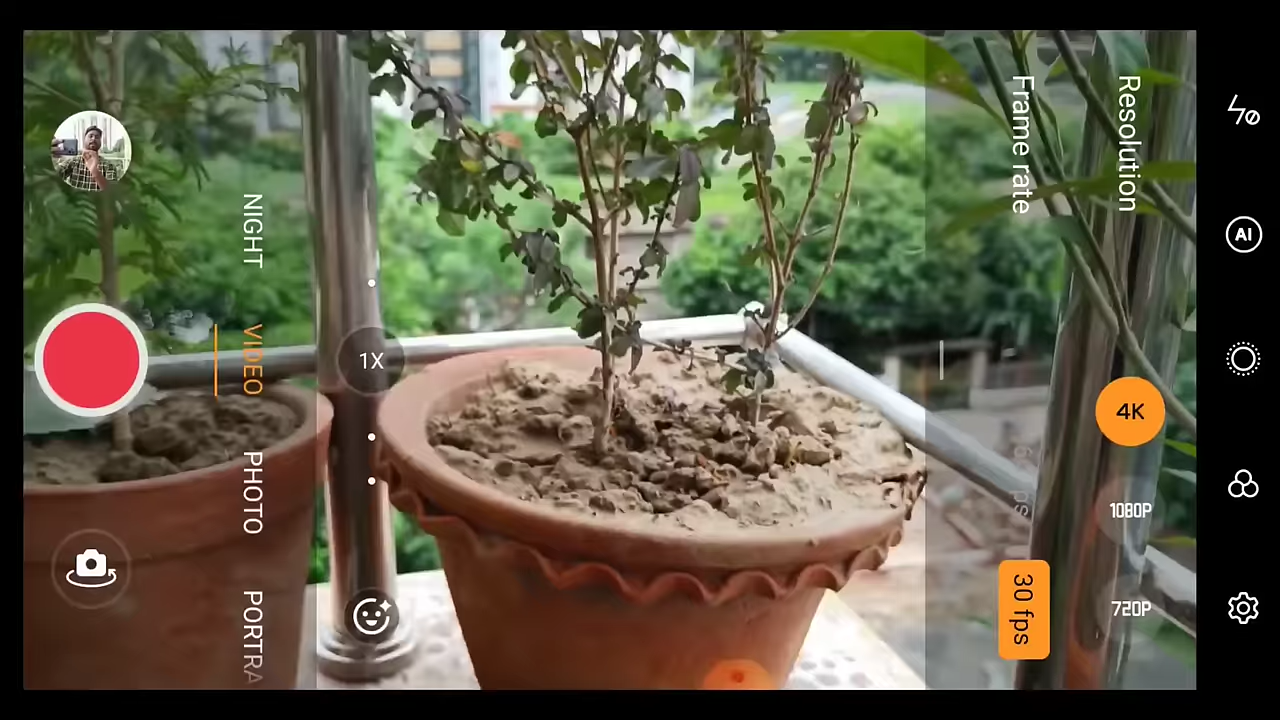 Resolution
Frame rate
4K
1080P
720P
30 fps
1X
NIGHT
VIDEO
PHOTO
PORTRA
AI